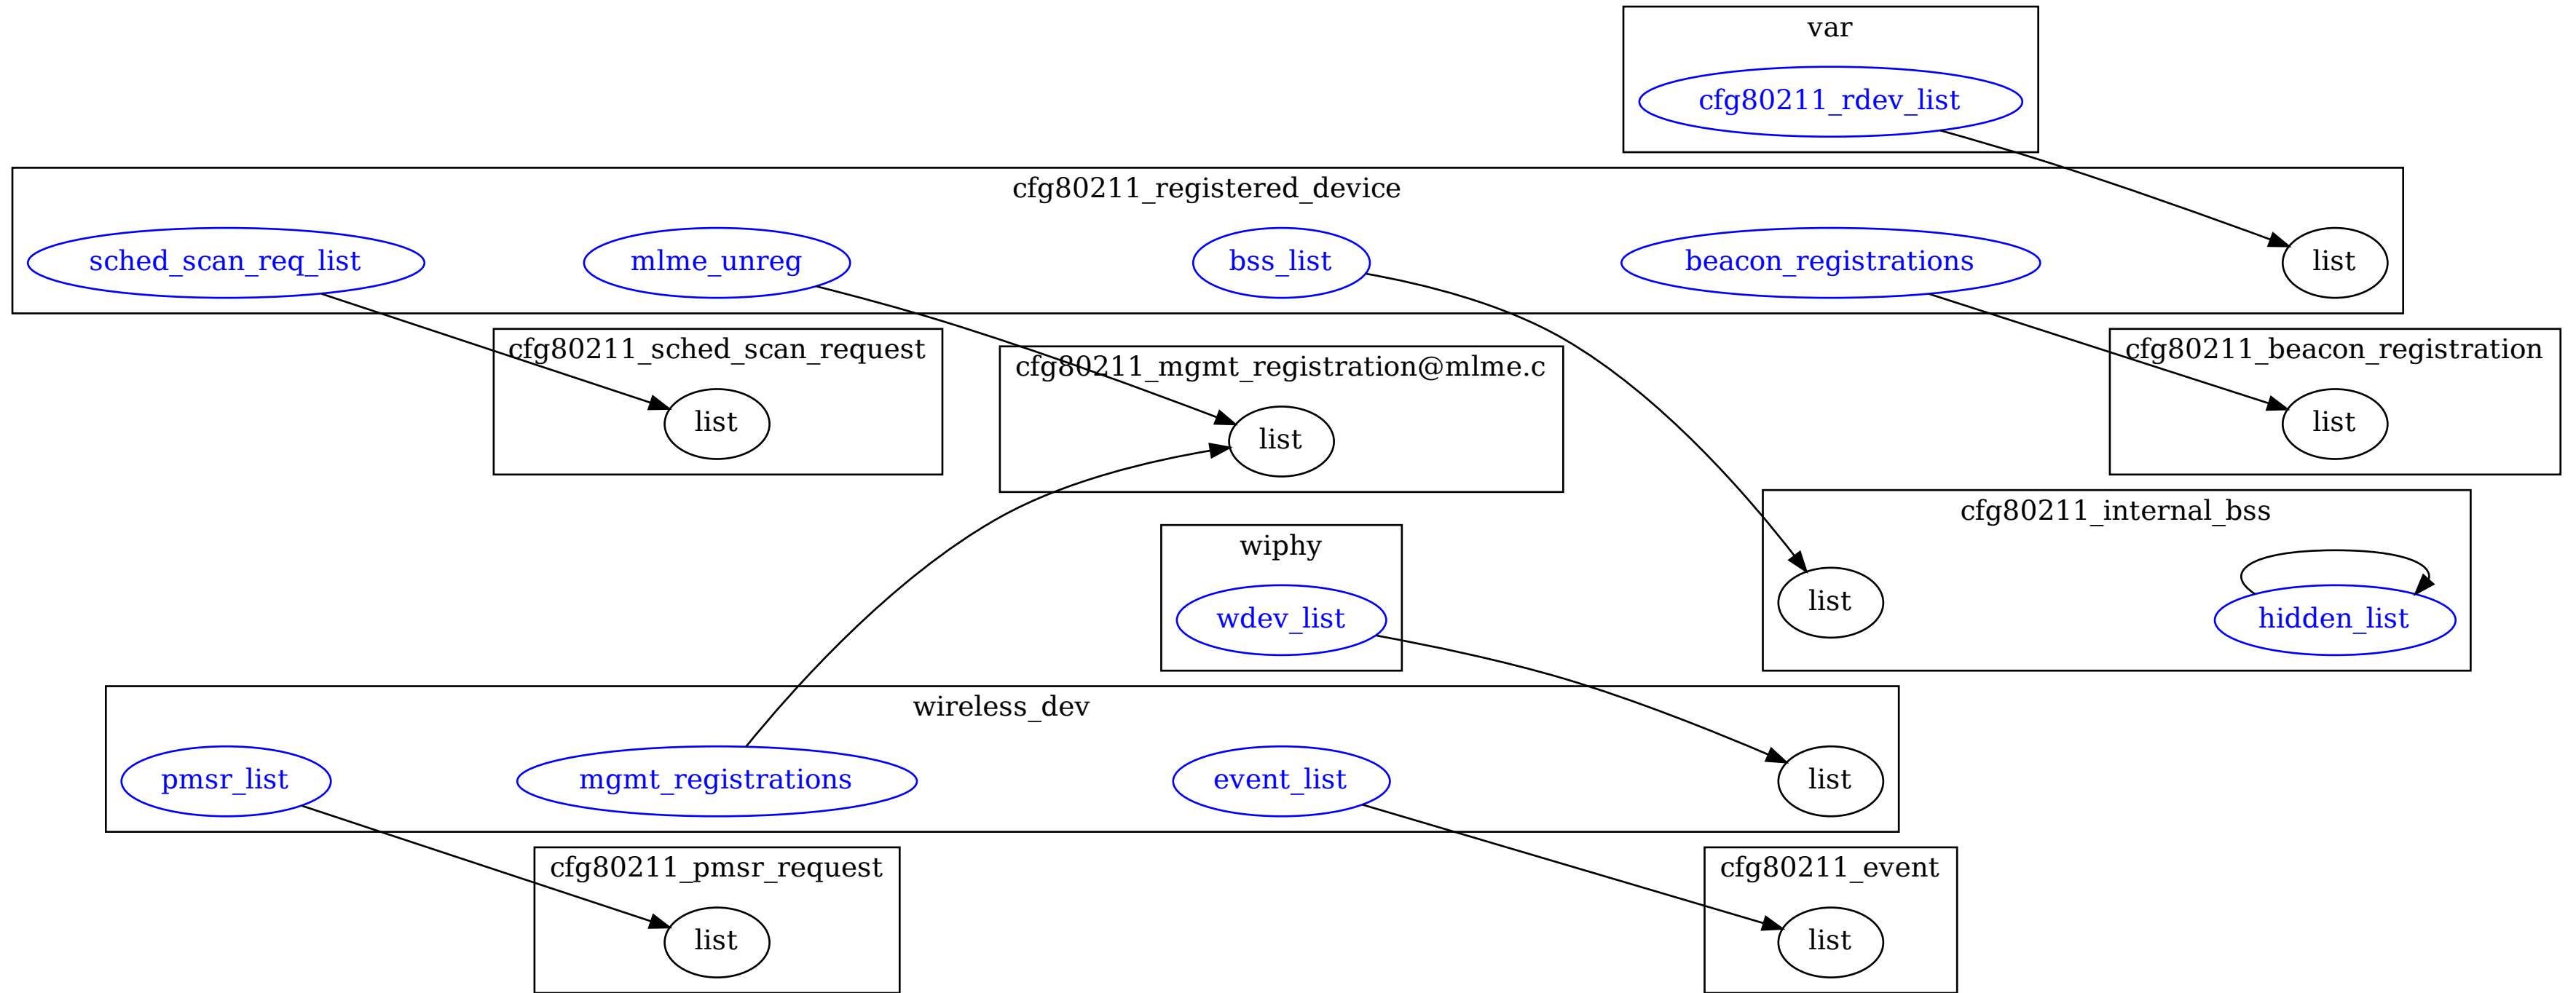 var
cfg80211_rdev_list
cfg80211_registered_device
sched_scan_req_list
mlme_unreg
bss_list
beacon_registrations
list
cfg80211_sched_scan_request
list
cfg80211_mgmt_registration@mlme.c
list
cfg80211_beacon_registration
list
cfg80211_internal_bss
list
hidden_list
wiphy
wdev_list
wireless_dev
pmsr_list
mgmt_registrations
event_list
list
cfg80211_pmsr_request
list
cfg80211_event
list